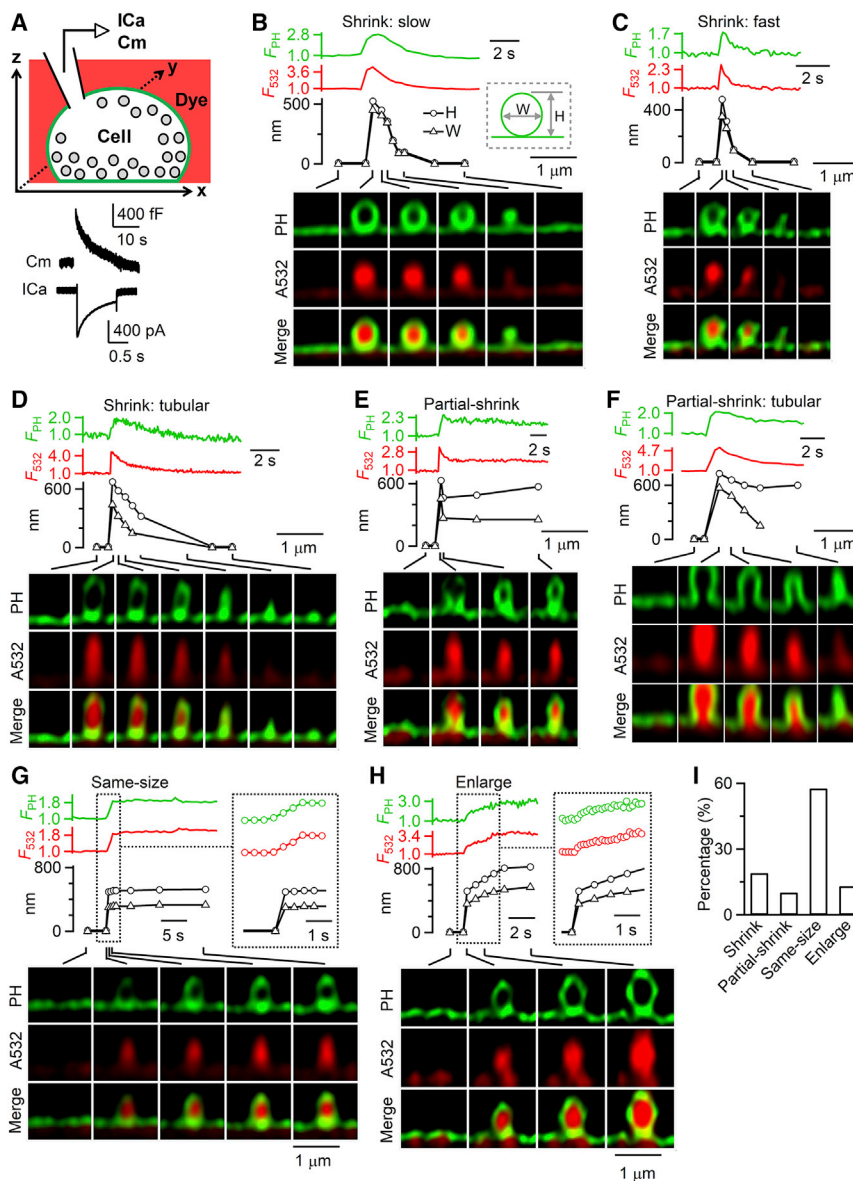 A
ICa
Cm
z
y
Dye
Cell
x
400 fF
10 s
Cm
ICa
400 pA
0.5 s
B
Shrink: slow
FPH
2.8
1.0
2 s
F532
3.6
1.0
500
nm
0
H
W
W
H
1 μm
PH
A532
Merge
C
Shrink: fast
FPH
1.7
1.0
F532
2.3
1.0
2 s
400
nm
0
1 μm
PH
A532
Merge
D
Shrink: tubular
FPH
2.0
1.0
2 s
F532
4.0
1.0
600
nm
0
1 μm
PH
A532
Merge
E
Partial-shrink
FPH
2.3
1.0
2 s
F532
2.8
1.0
600
nm
0
1 μm
PH
A532
Merge
F
Partial-shrink: tubular
FPH
2.0
1.0
2 s
F532
4.7
1.0
600
nm
0
1 μm
PH
A532
Merge
G
Same-size
FPH
1.8
1.0
F532
1.8
1.0
800
nm
0
5 s
1 s
PH
A532
Merge
1 μm
H
Enlarge
FPH
3.0
1.0
F532
3.4
1.0
800
nm
0
2 s
1 s
PH
A532
Merge
1 μm
I
Percentage (%)
60
30
0
Shrink
Partial-shrink
Same-size
Enlarge